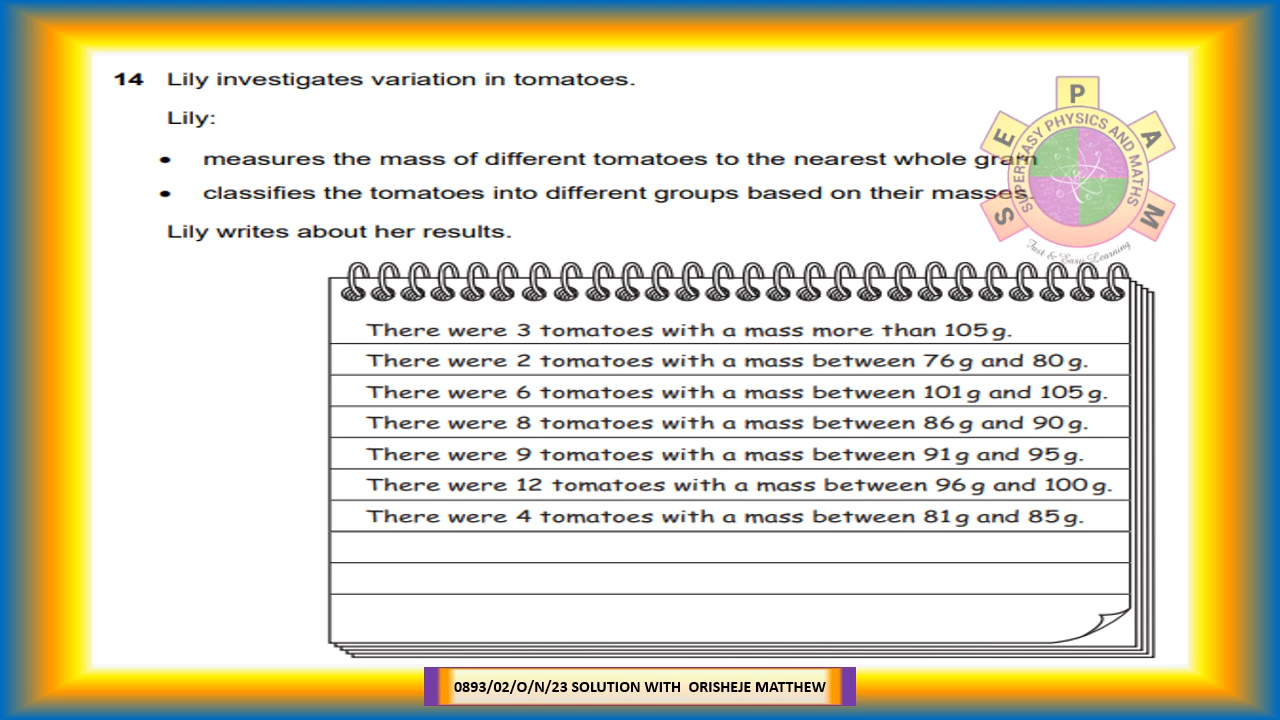 14 Lily investigates variation in tomatoes.
Lily:
• measures the mass of different tomatoes to the nearest whole gram
• classifies the tomatoes into different groups based on their masses.
Lily writes about her results.
S E P A M
SUPER EASY PHYSICS AND MATHS
Fast & Easy Learning
There were 3 tomatoes with a mass more than 105 g.
There were 2 tomatoes with a mass between 76 g and 80 g.
There were 6 tomatoes with a mass between 101 g and 105 g.
There were 8 tomatoes with a mass between 86 g and 90 g.
There were 9 tomatoes with a mass between 91 g and 95 g.
There were 12 tomatoes with a mass between 96 g and 100 g.
There were 4 tomatoes with a mass between 81 g and 85 g.
0893/02/O/N/23 SOLUTION WITH ORISHEJE MATTHEW